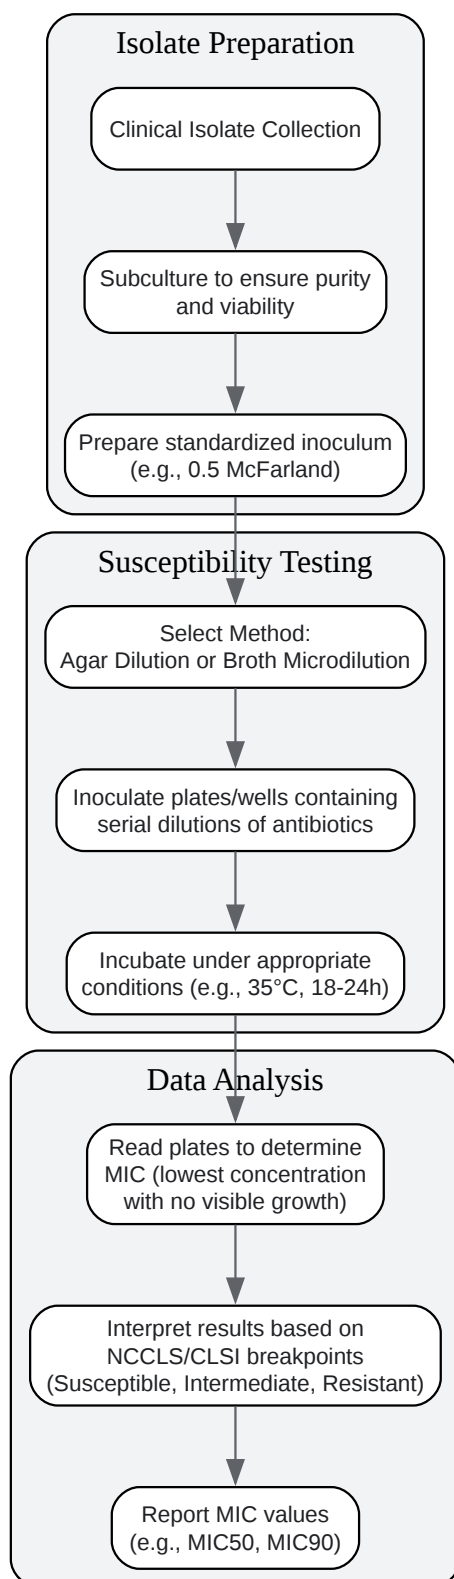 Isolate Preparation
Clinical Isolate Collection
Subculture to ensure purity
and viability
Prepare standardized inoculum
(e.g., 0.5 McFarland)
Susceptibility Testing
Select Method:
Agar Dilution or Broth Microdilution
Inoculate plates/wells containing
serial dilutions of antibiotics
Incubate under appropriate
conditions (e.g., 35°C, 18-24h)
Data Analysis
Read plates to determine
MIC (lowest concentration
with no visible growth)
Interpret results based on
NCCLS/CLSI breakpoints
(Susceptible, Intermediate, Resistant)
Report MIC values
(e.g., MIC50, MIC90)